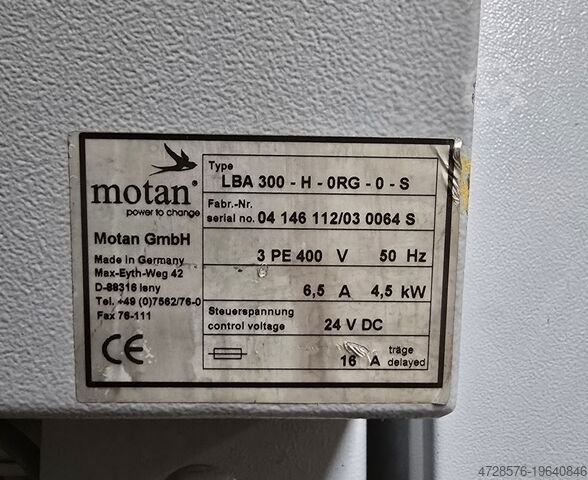 motan®
power to change
Motan GmbH
Made in Germany
Max-Eyth-Weg 42
D-88316 Isny
Tel. +49 (0)7562/76-0
Fax 76-111
CE
Type
LBA 300 - H - 0RG - 0 - S
Fabr.-Nr.
serial no. 04 146 112/03 0064 S
3 PE 400 V 50 Hz
6,5 A 4,5 kW
Steuerspannung
control voltage 24 V DC
16 A träge
delayed
4728576-19640846